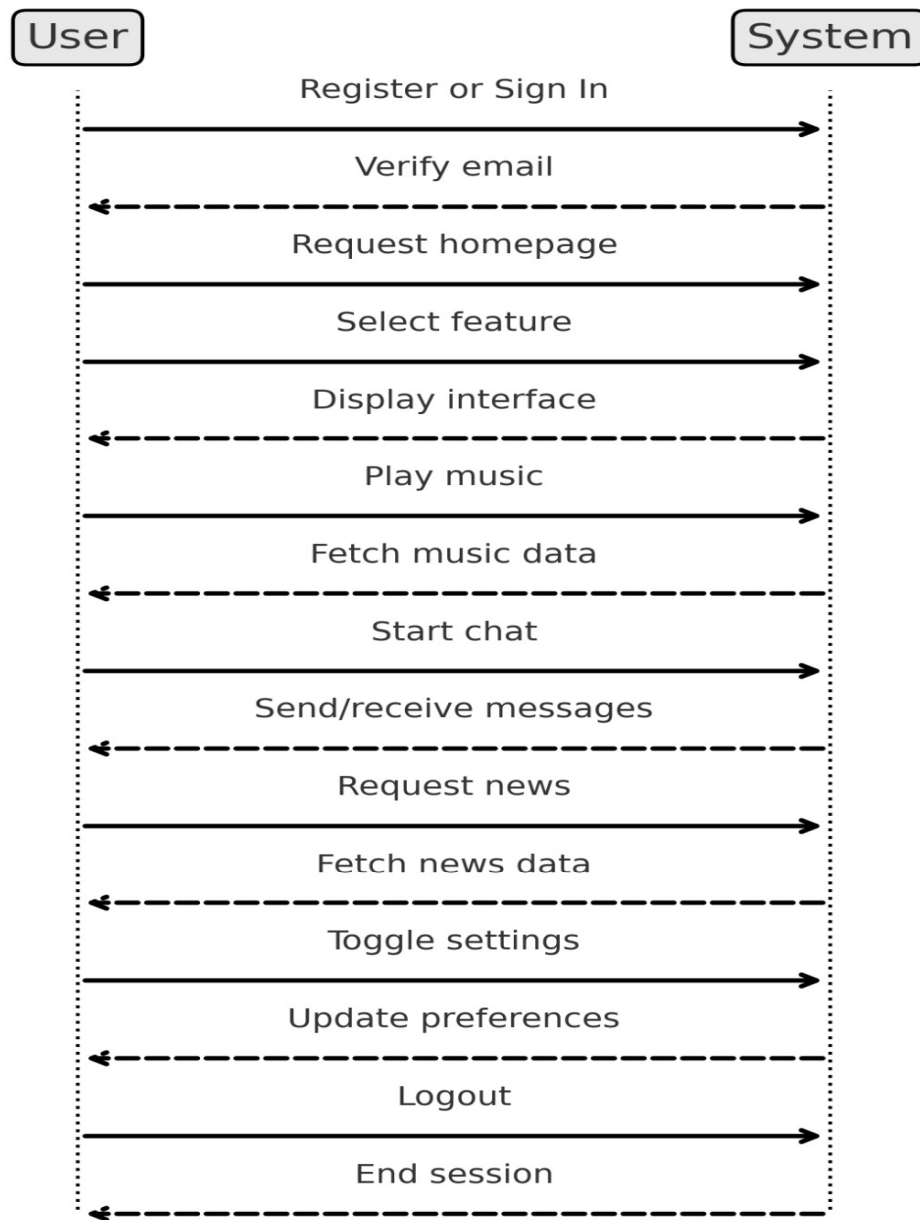 User System
Register or Sign In
Verify email
Request homepage
Select feature
Display interface
Play music
Fetch music data
Start chat
Send/receive messages
Request news
Fetch news data
Toggle settings
Update preferences
Logout
End session